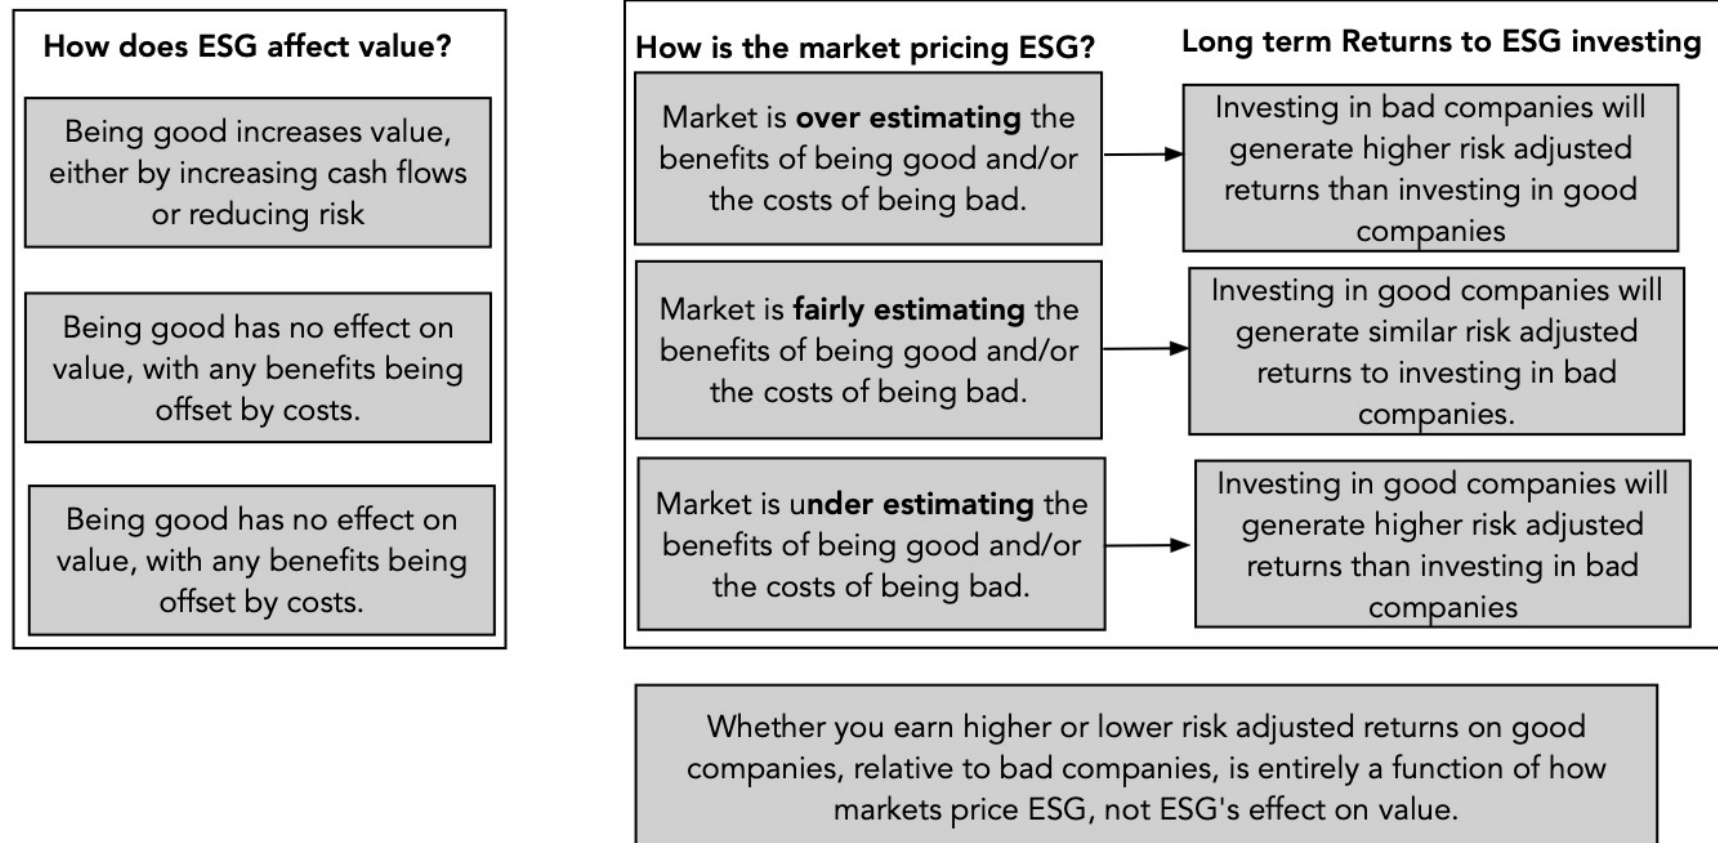 How does ESG affect value?
Being good increases value,
either by increasing cash flows
or reducing risk
Being good has no effect on
value, with any benefits being
offset by costs.
Being good has no effect on
value, with any benefits being
offset by costs.
How is the market pricing ESG?
Long term Returns to ESG investing
Market is over estimating the
benefits of being good and/or
the costs of being bad.
Investing in bad companies will
generate higher risk adjusted
returns than investing in good
companies
Market is fairly estimating the
benefits of being good and/or
the costs of being bad.
Investing in good companies will
generate similar risk adjusted
returns to investing in bad
companies.
Market is under estimating the
benefits of being good and/or
the costs of being bad.
Investing in good companies will
generate higher risk adjusted
returns than investing in bad
companies
Whether you earn higher or lower risk adjusted returns on good
companies, relative to bad companies, is entirely a function of how
markets price ESG, not ESG's effect on value.